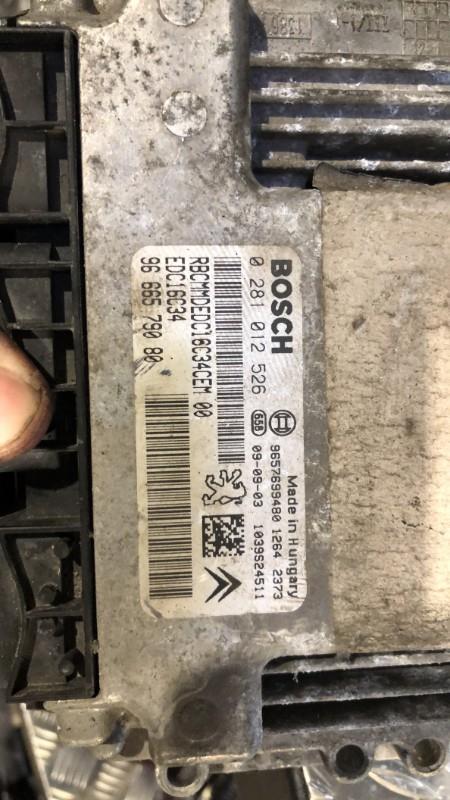 BOSCH
0 281 012 526
656
Made in Hungary
9657699480 1264 2373
09-09-03 1039S24511
RBCMMDEDC16C34CEM 00
EDC16C34
96 665 790 80